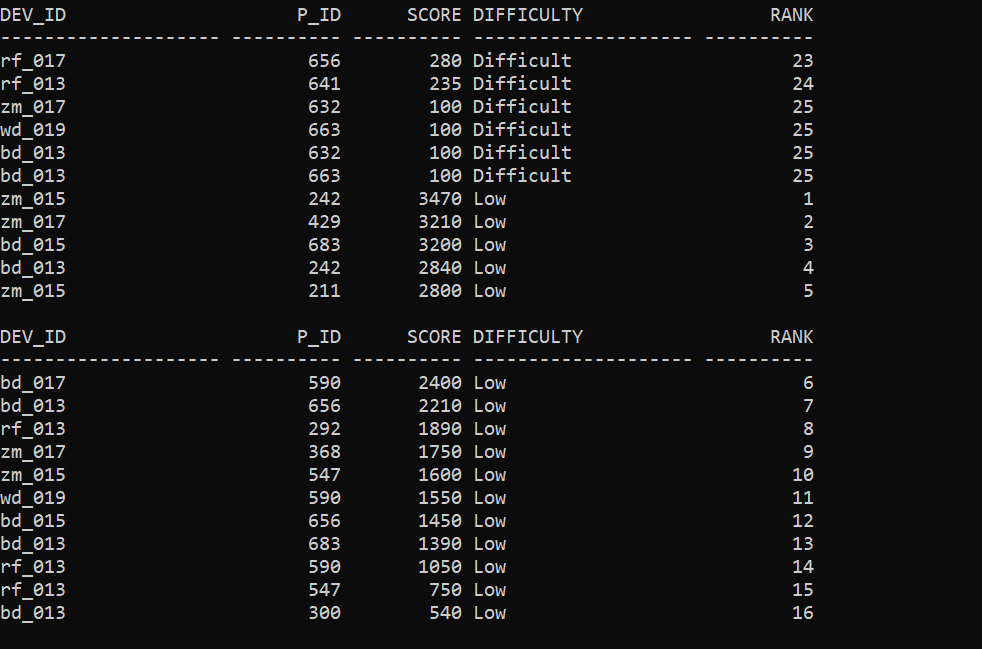 DEV_ID                     P_ID      SCORE DIFFICULTY                 RANK
-------------------- ---------- ---------- -------------------- ----------
rf_017                      656        280 Difficult                    23
rf_013                      641        235 Difficult                    24
zm_017                      632        100 Difficult                    25
wd_019                      663        100 Difficult                    25
bd_013                      632        100 Difficult                    25
bd_013                      663        100 Difficult                    25
zm_015                      242       3470 Low                           1
zm_017                      429       3210 Low                           2
bd_015                      683       3200 Low                           3
bd_013                      242       2840 Low                           4
zm_015                      211       2800 Low                           5

DEV_ID                     P_ID      SCORE DIFFICULTY                 RANK
-------------------- ---------- ---------- -------------------- ----------
bd_017                      590       2400 Low                           6
bd_013                      656       2210 Low                           7
rf_013                      292       1890 Low                           8
zm_017                      368       1750 Low                           9
zm_015                      547       1600 Low                          10
wd_019                      590       1550 Low                          11
bd_015                      656       1450 Low                          12
bd_013                      683       1390 Low                          13
rf_013                      590       1050 Low                          14
rf_013                      547        750 Low                          15
bd_013                      300        540 Low                          16